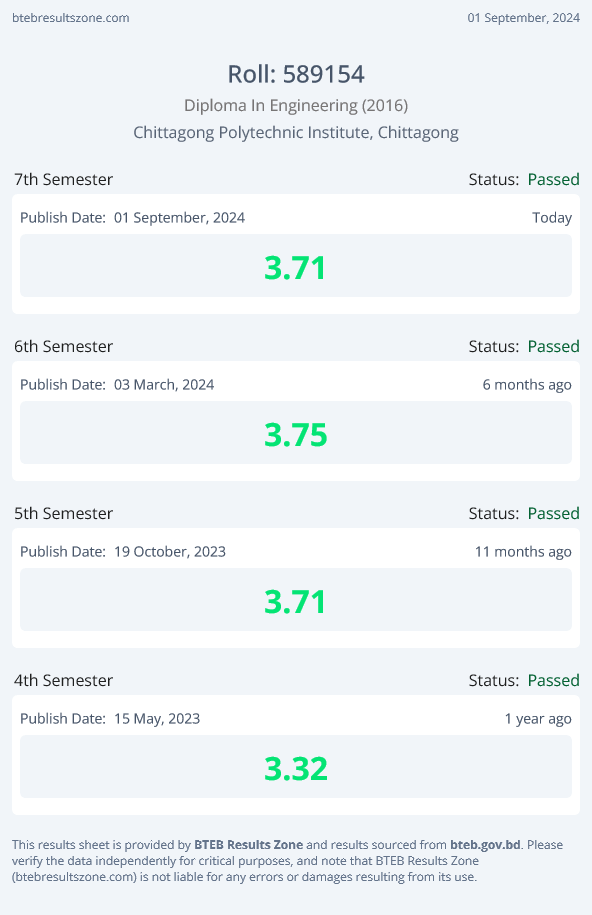 btebresultszone.com 01 September, 2024
Roll: 589154
Diploma In Engineering (2016)
Chittagong Polytechnic Institute, Chittagong
7th Semester Status: Passed
Publish Date: 01 September, 2024 Today
3.71
6th Semester Status: Passed
Publish Date: 03 March, 2024 6 months ago
3.75
5th Semester Status: Passed
Publish Date: 19 October, 2023 11 months ago
3.71
4th Semester Status: Passed
Publish Date: 15 May, 2023 1 year ago
3.32
This results sheet is provided by BTEB Results Zone and results sourced from bteb.gov.bd. Please
verify the data independently for critical purposes, and note that BTEB Results Zone
(btebresultszone.com) is not liable for any errors or damages resulting from its use.